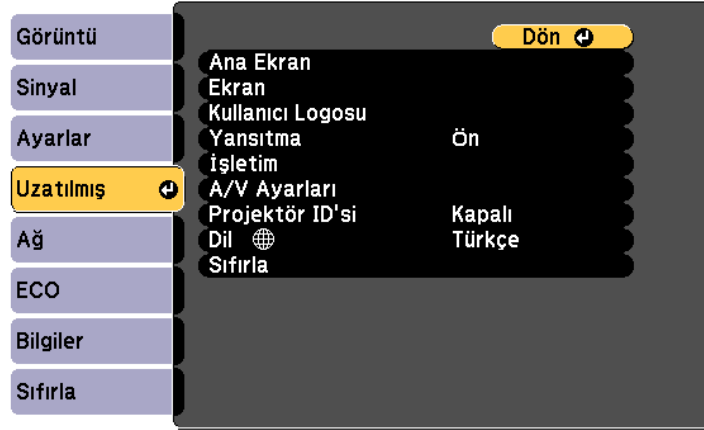 Görüntü
Sinyal
Ayarlar
Uzatılmış
Ağ
ECO
Bilgiler
Sıfırla
Dön
Ana Ekran
Ekran
Kullanıcı Logosu
Yansıtma Ön
İşletim
A/V Ayarları
Projektör ID'si Kapalı
Dil Türkçe
Sıfırla